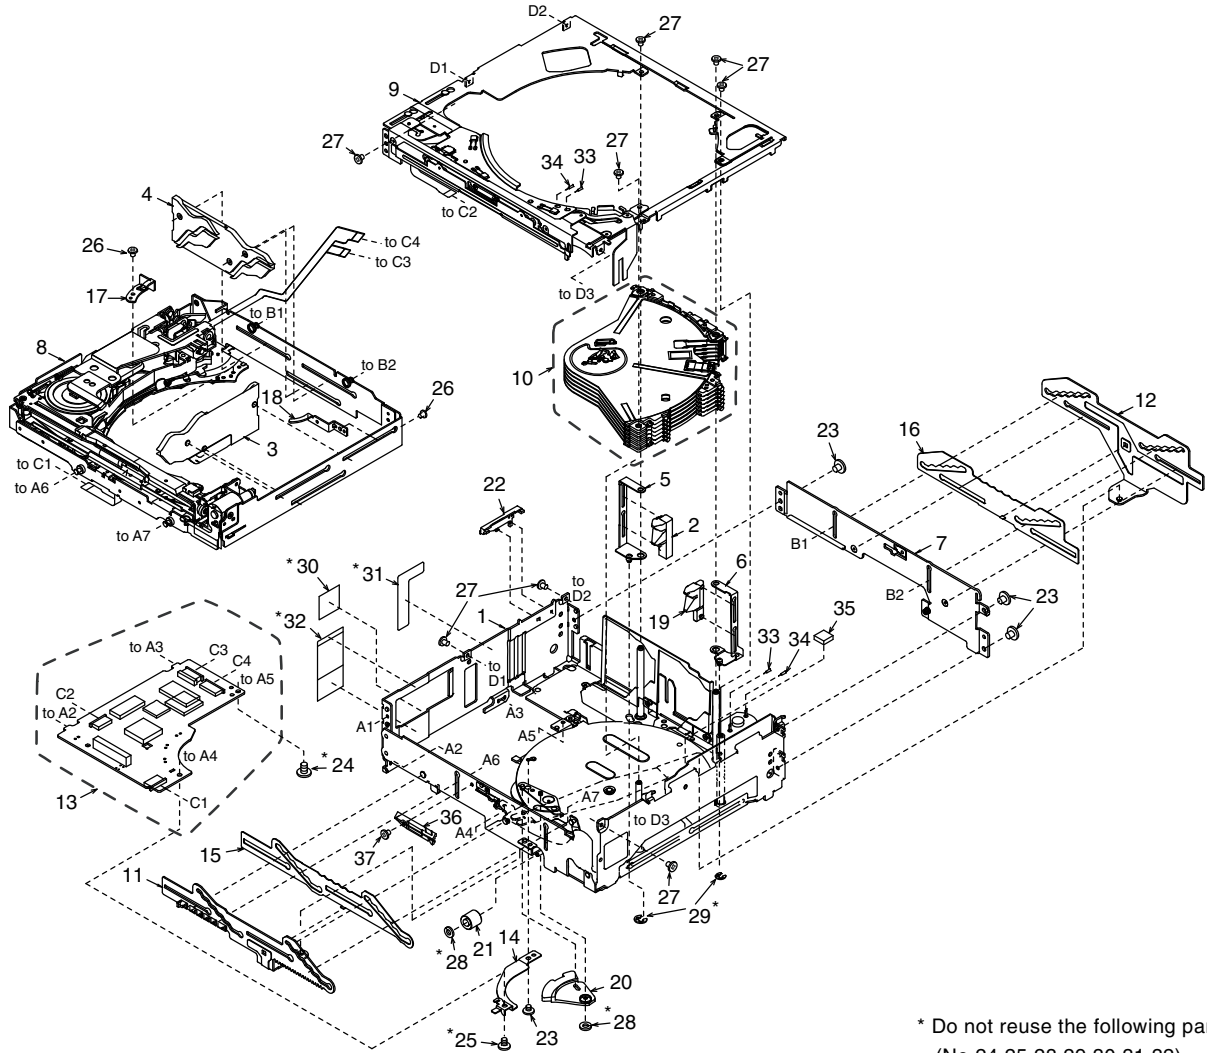 D2
27
27
D1
9
27
27
34 33
4
to C2
to C4
26
to C3
17
to D3
to B1
8
to B2
10
12
26
18
16
23
3
5
to C1
to A6
22
2
to A7
B1
7
6
* 30
* 31
to D2
B2
27
1
19
35
23
* 32
33
34
to A3
C3
C4
to A5
to D1
C2
A3
to A2
A1
A5
A2
A6
to A4
* 24
13
A7
C1
36
to D3
A4
15
37
11
27
29 *
21
14
* 28
20
*
28
* 25
23
* Do not reuse the following